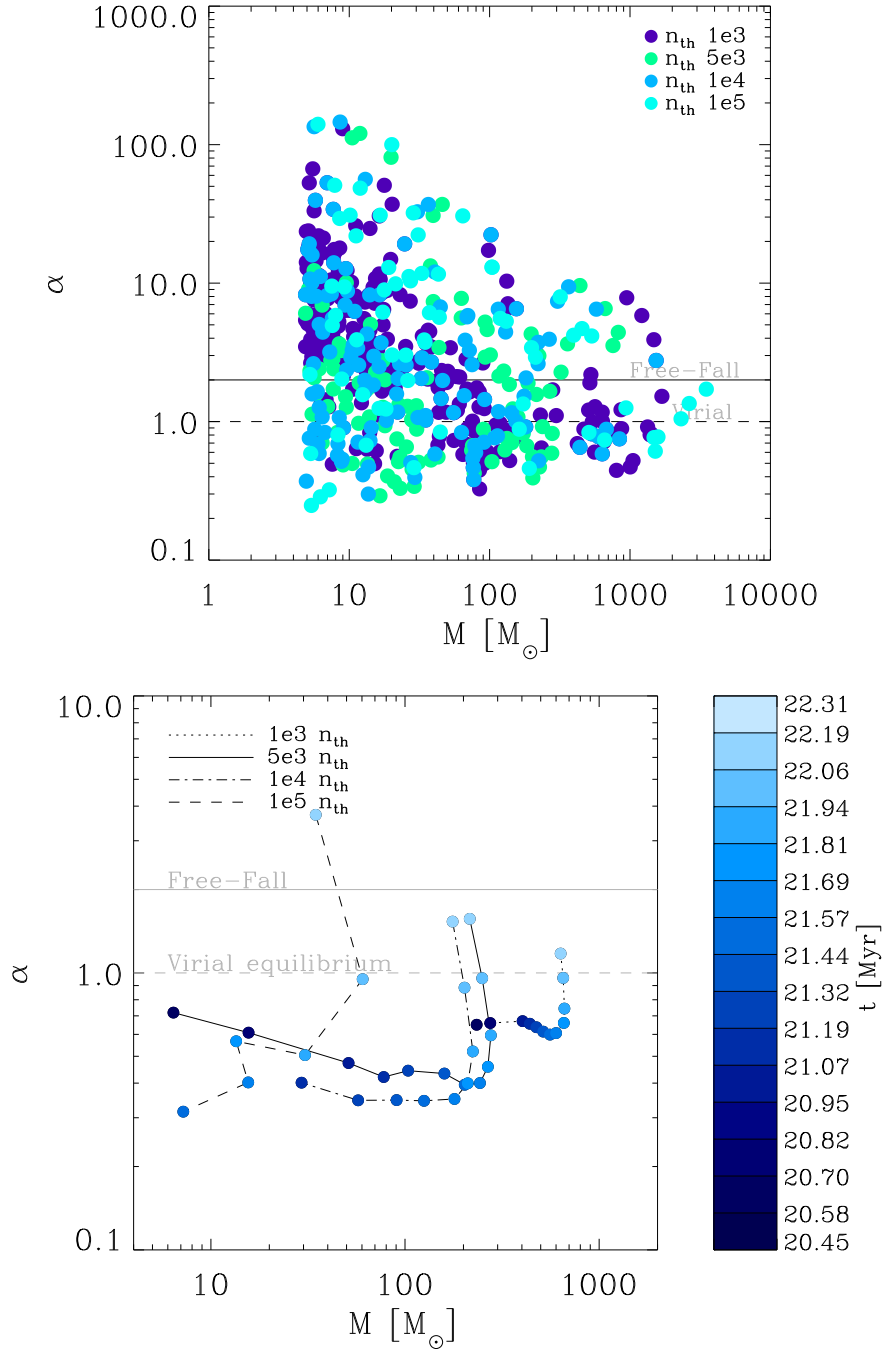 1000.0
100.0
10.0
1.0
0.1
α
n_th 1e3
n_th 5e3
n_th 1e4
n_th 1e5
Free-Fall
Virial
1 10 100 1000 10000
M [M_⊙]
10.0
1.0
0.1
α
1e3 n_th
5e3 n_th
1e4 n_th
1e5 n_th
Free-Fall
Virial equilibrium
10 100 1000
M [M_⊙]
22.31
22.19
22.06
21.94
21.81
21.69
21.57
21.44
21.32
21.19
21.07
20.95
20.82
20.70
20.58
20.45
t [Myr]